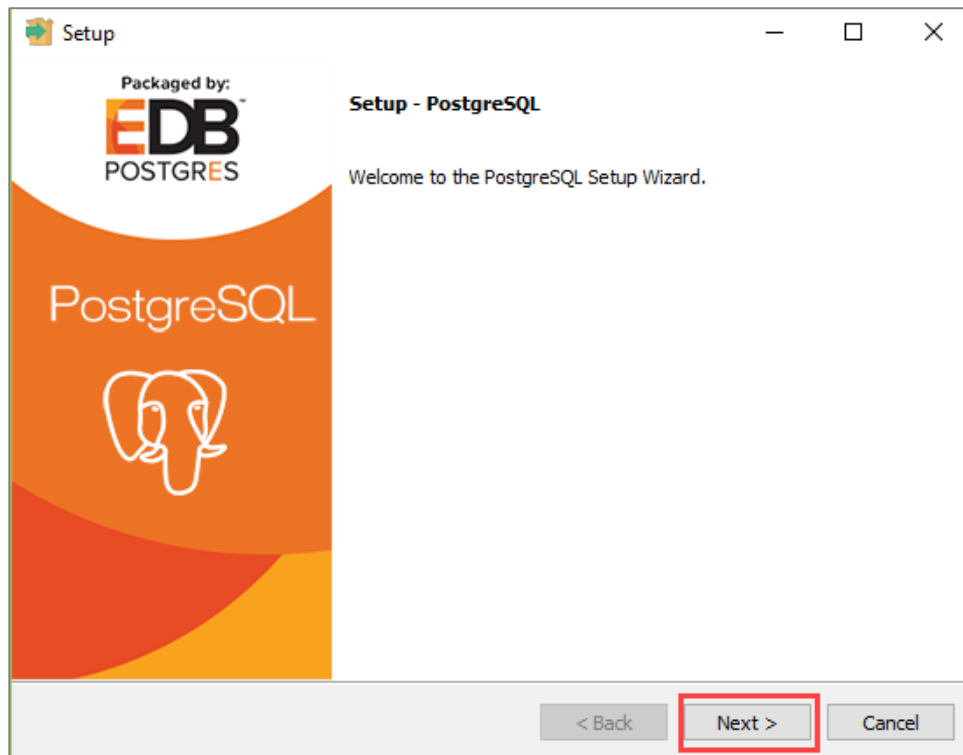 Setup
Packaged by:
EDB
POSTGRES
PostgreSQL
Setup - PostgreSQL
Welcome to the PostgreSQL Setup Wizard.
< Back
Next >
Cancel